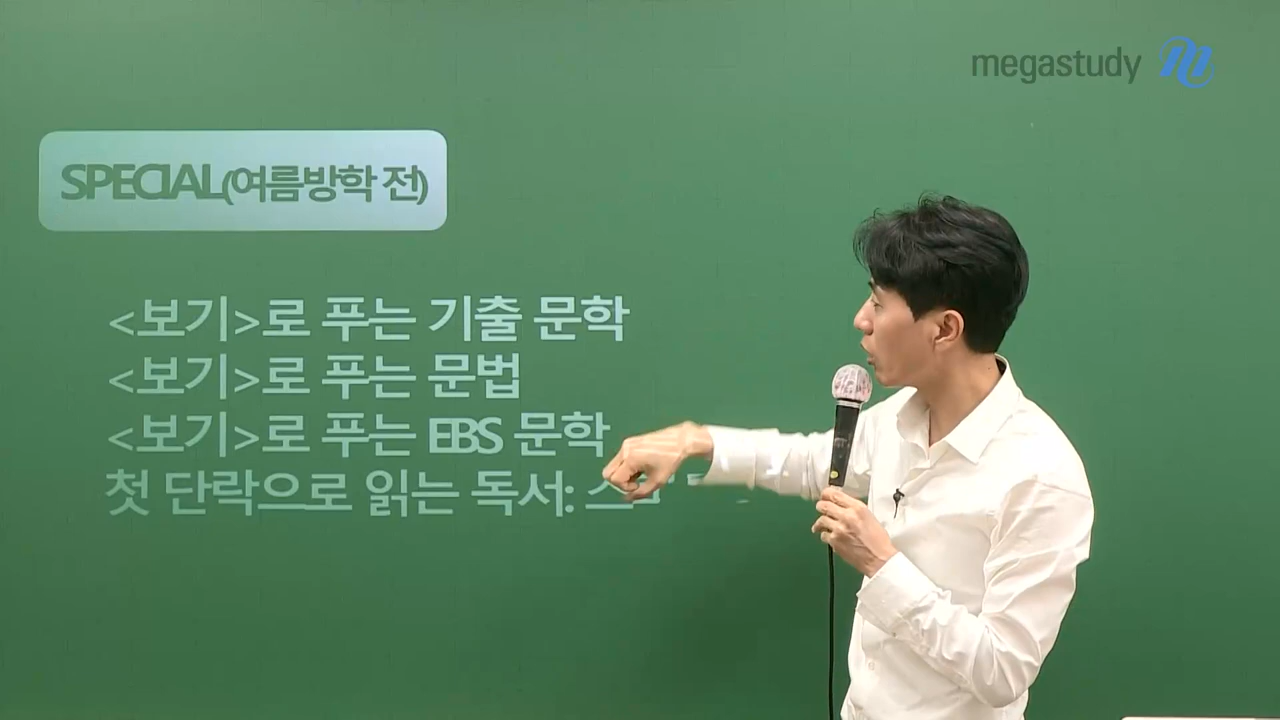 megastudy
SPECIAL(여름방학 전)
<보기>로 푸는 기출 문학
<보기>로 푸는 문법
<보기>로 푸는 EBS 문학
첫 단락으로 읽는 독서: